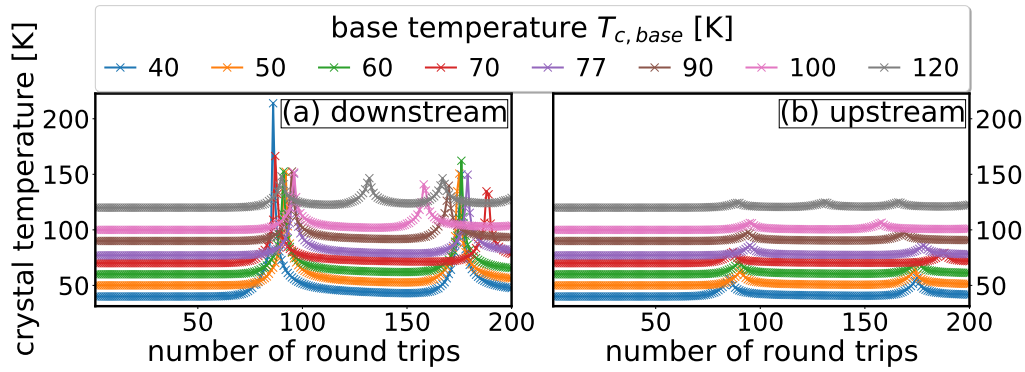 base temperature T_{c,base} [K]
40 50 60 70 77 90 100 120
crystal temperature [K]
(a) downstream
(b) upstream
200 200
150 150
100 100
50 50
50 100 150 200 50 100 150 200
number of round trips number of round trips